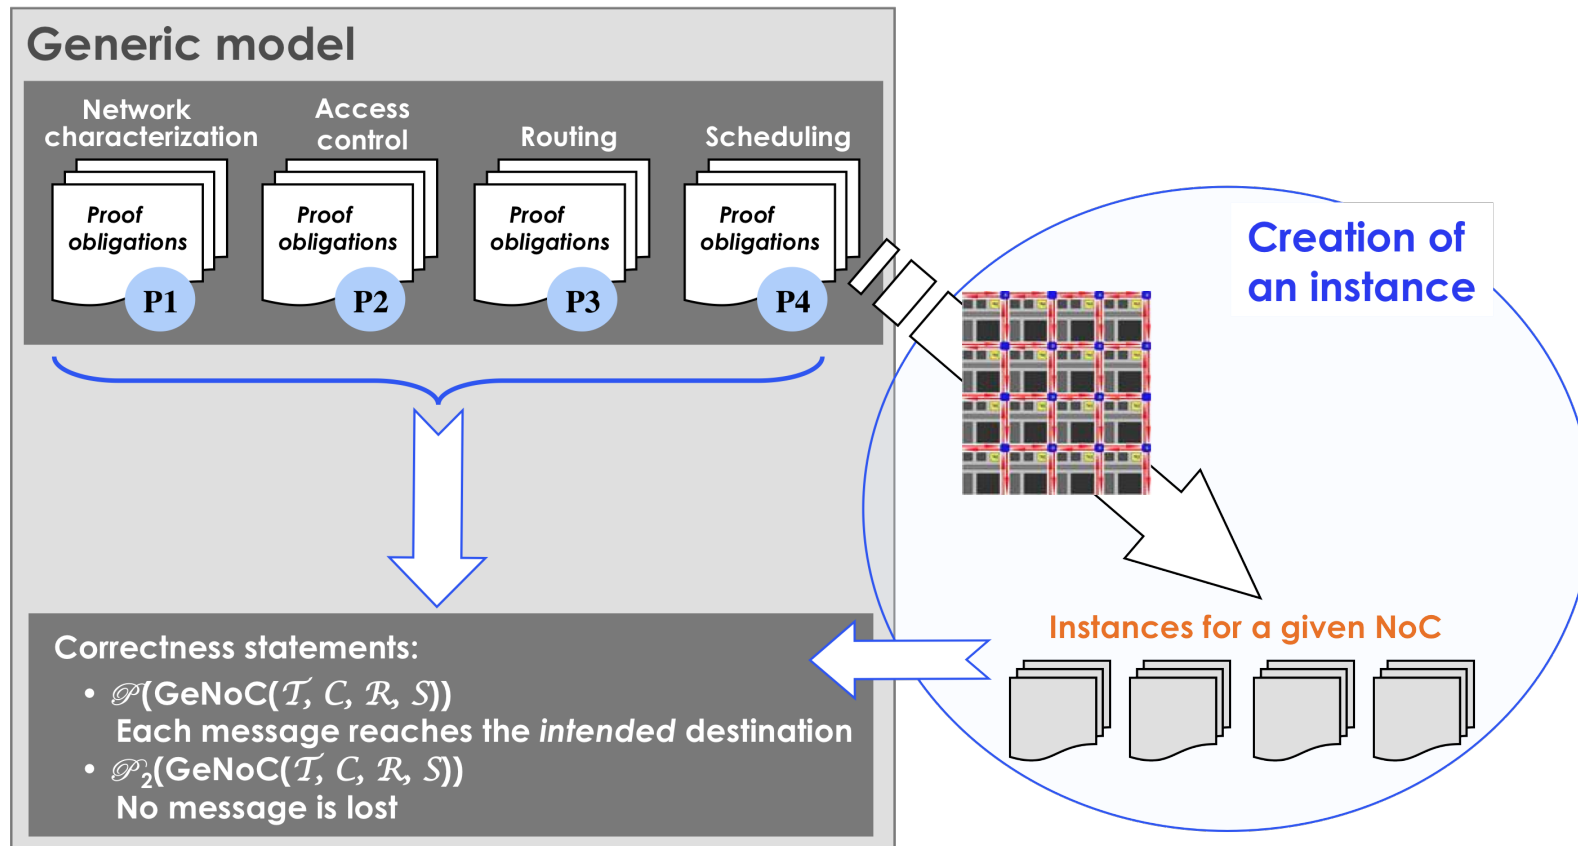 Generic model
Network
characterization
Access
control
Routing
Scheduling
Proof
obligations
P1
Proof
obligations
P2
Proof
obligations
P3
Proof
obligations
P4
Creation of
an instance
Instances for a given NoC
Correctness statements:
• 𝒫(GeNoC(𝒯, C, ℛ, S))
Each message reaches the intended destination
• 𝒫₂(GeNoC(𝒯, C, ℛ, S))
No message is lost